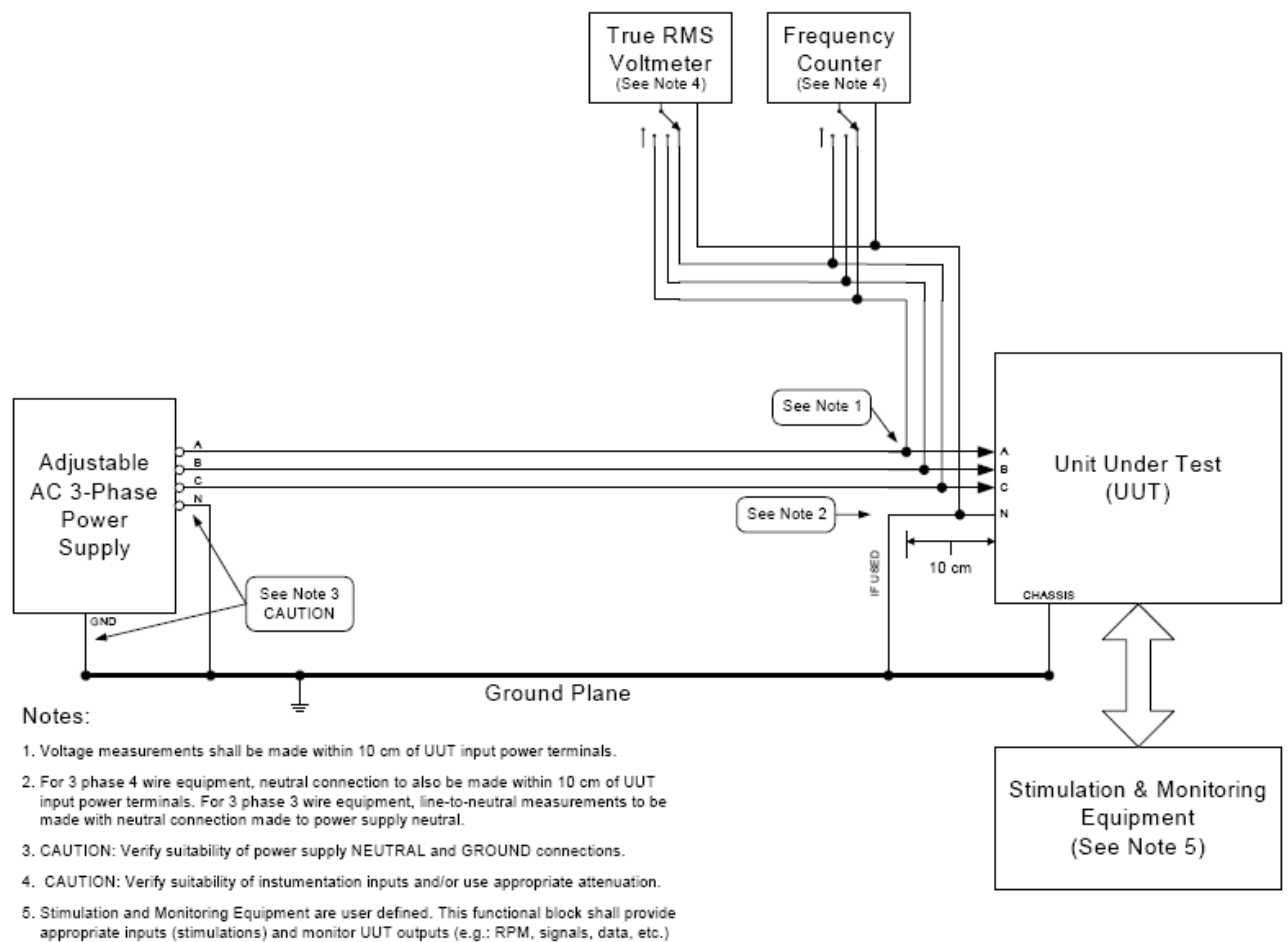 True RMS
Voltmeter
(See Note 4)
Frequency
Counter
(See Note 4)
See Note 1
Adjustable
AC 3-Phase
Power
Supply
A
B
C
N
A
B
C
N
Unit Under Test
(UUT)
See Note 2
10 cm
IF USED
See Note 3
CAUTION
CHASSIS
GND
Ground Plane
Stimulation & Monitoring
Equipment
(See Note 5)
Notes:
1. Voltage measurements shall be made within 10 cm of UUT input power terminals.
2. For 3 phase 4 wire equipment, neutral connection to also be made within 10 cm of UUT
input power terminals. For 3 phase 3 wire equipment, line-to-neutral measurements to be
made with neutral connection made to power supply neutral.
3. CAUTION: Verify suitability of power supply NEUTRAL and GROUND connections.
4. CAUTION: Verify suitability of instumentation inputs and/or use appropriate attenuation.
5. Stimulation and Monitoring Equipment are user defined. This functional block shall provide
appropriate inputs (stimulations) and monitor UUT outputs (e.g.: RPM, signals, data, etc.)